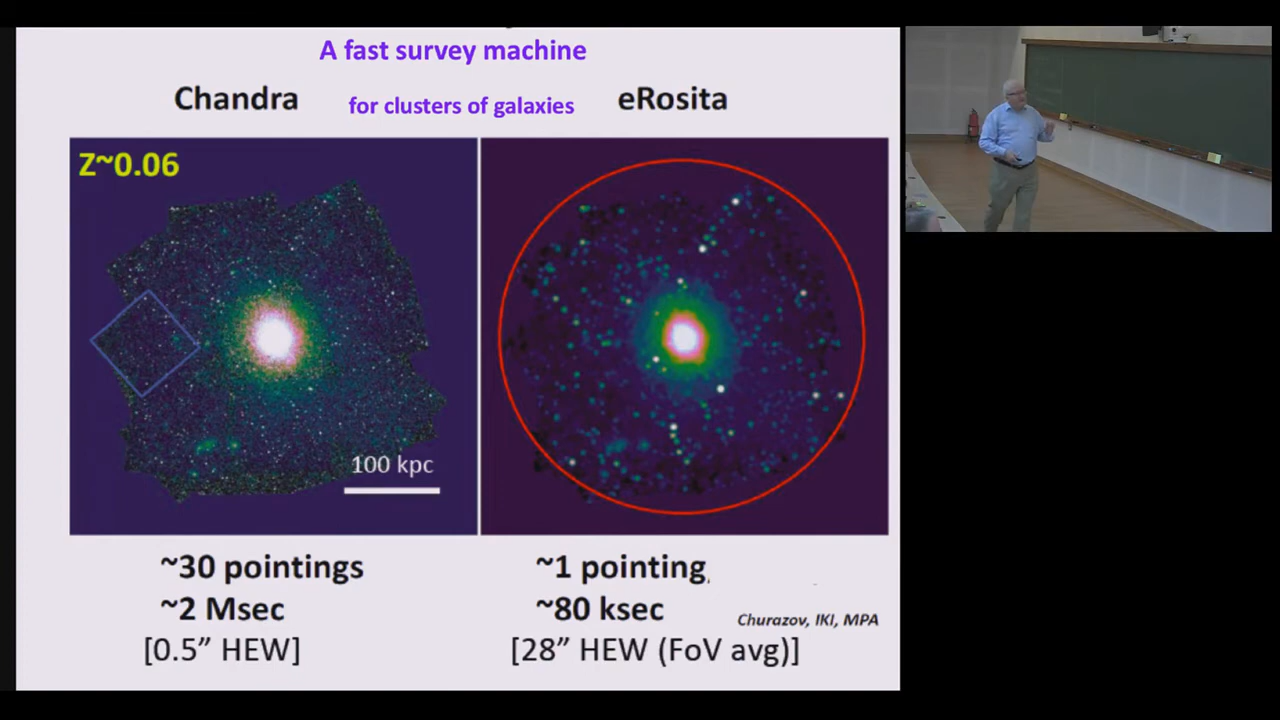 A fast survey machine
Chandra
for clusters of galaxies
eRosita
Z~0.06
100 kpc
~30 pointings
~2 Msec
[0.5” HEW]
~1 pointing,
~80 ksec
Churazov, IKI, MPA
[28” HEW (FoV avg)]